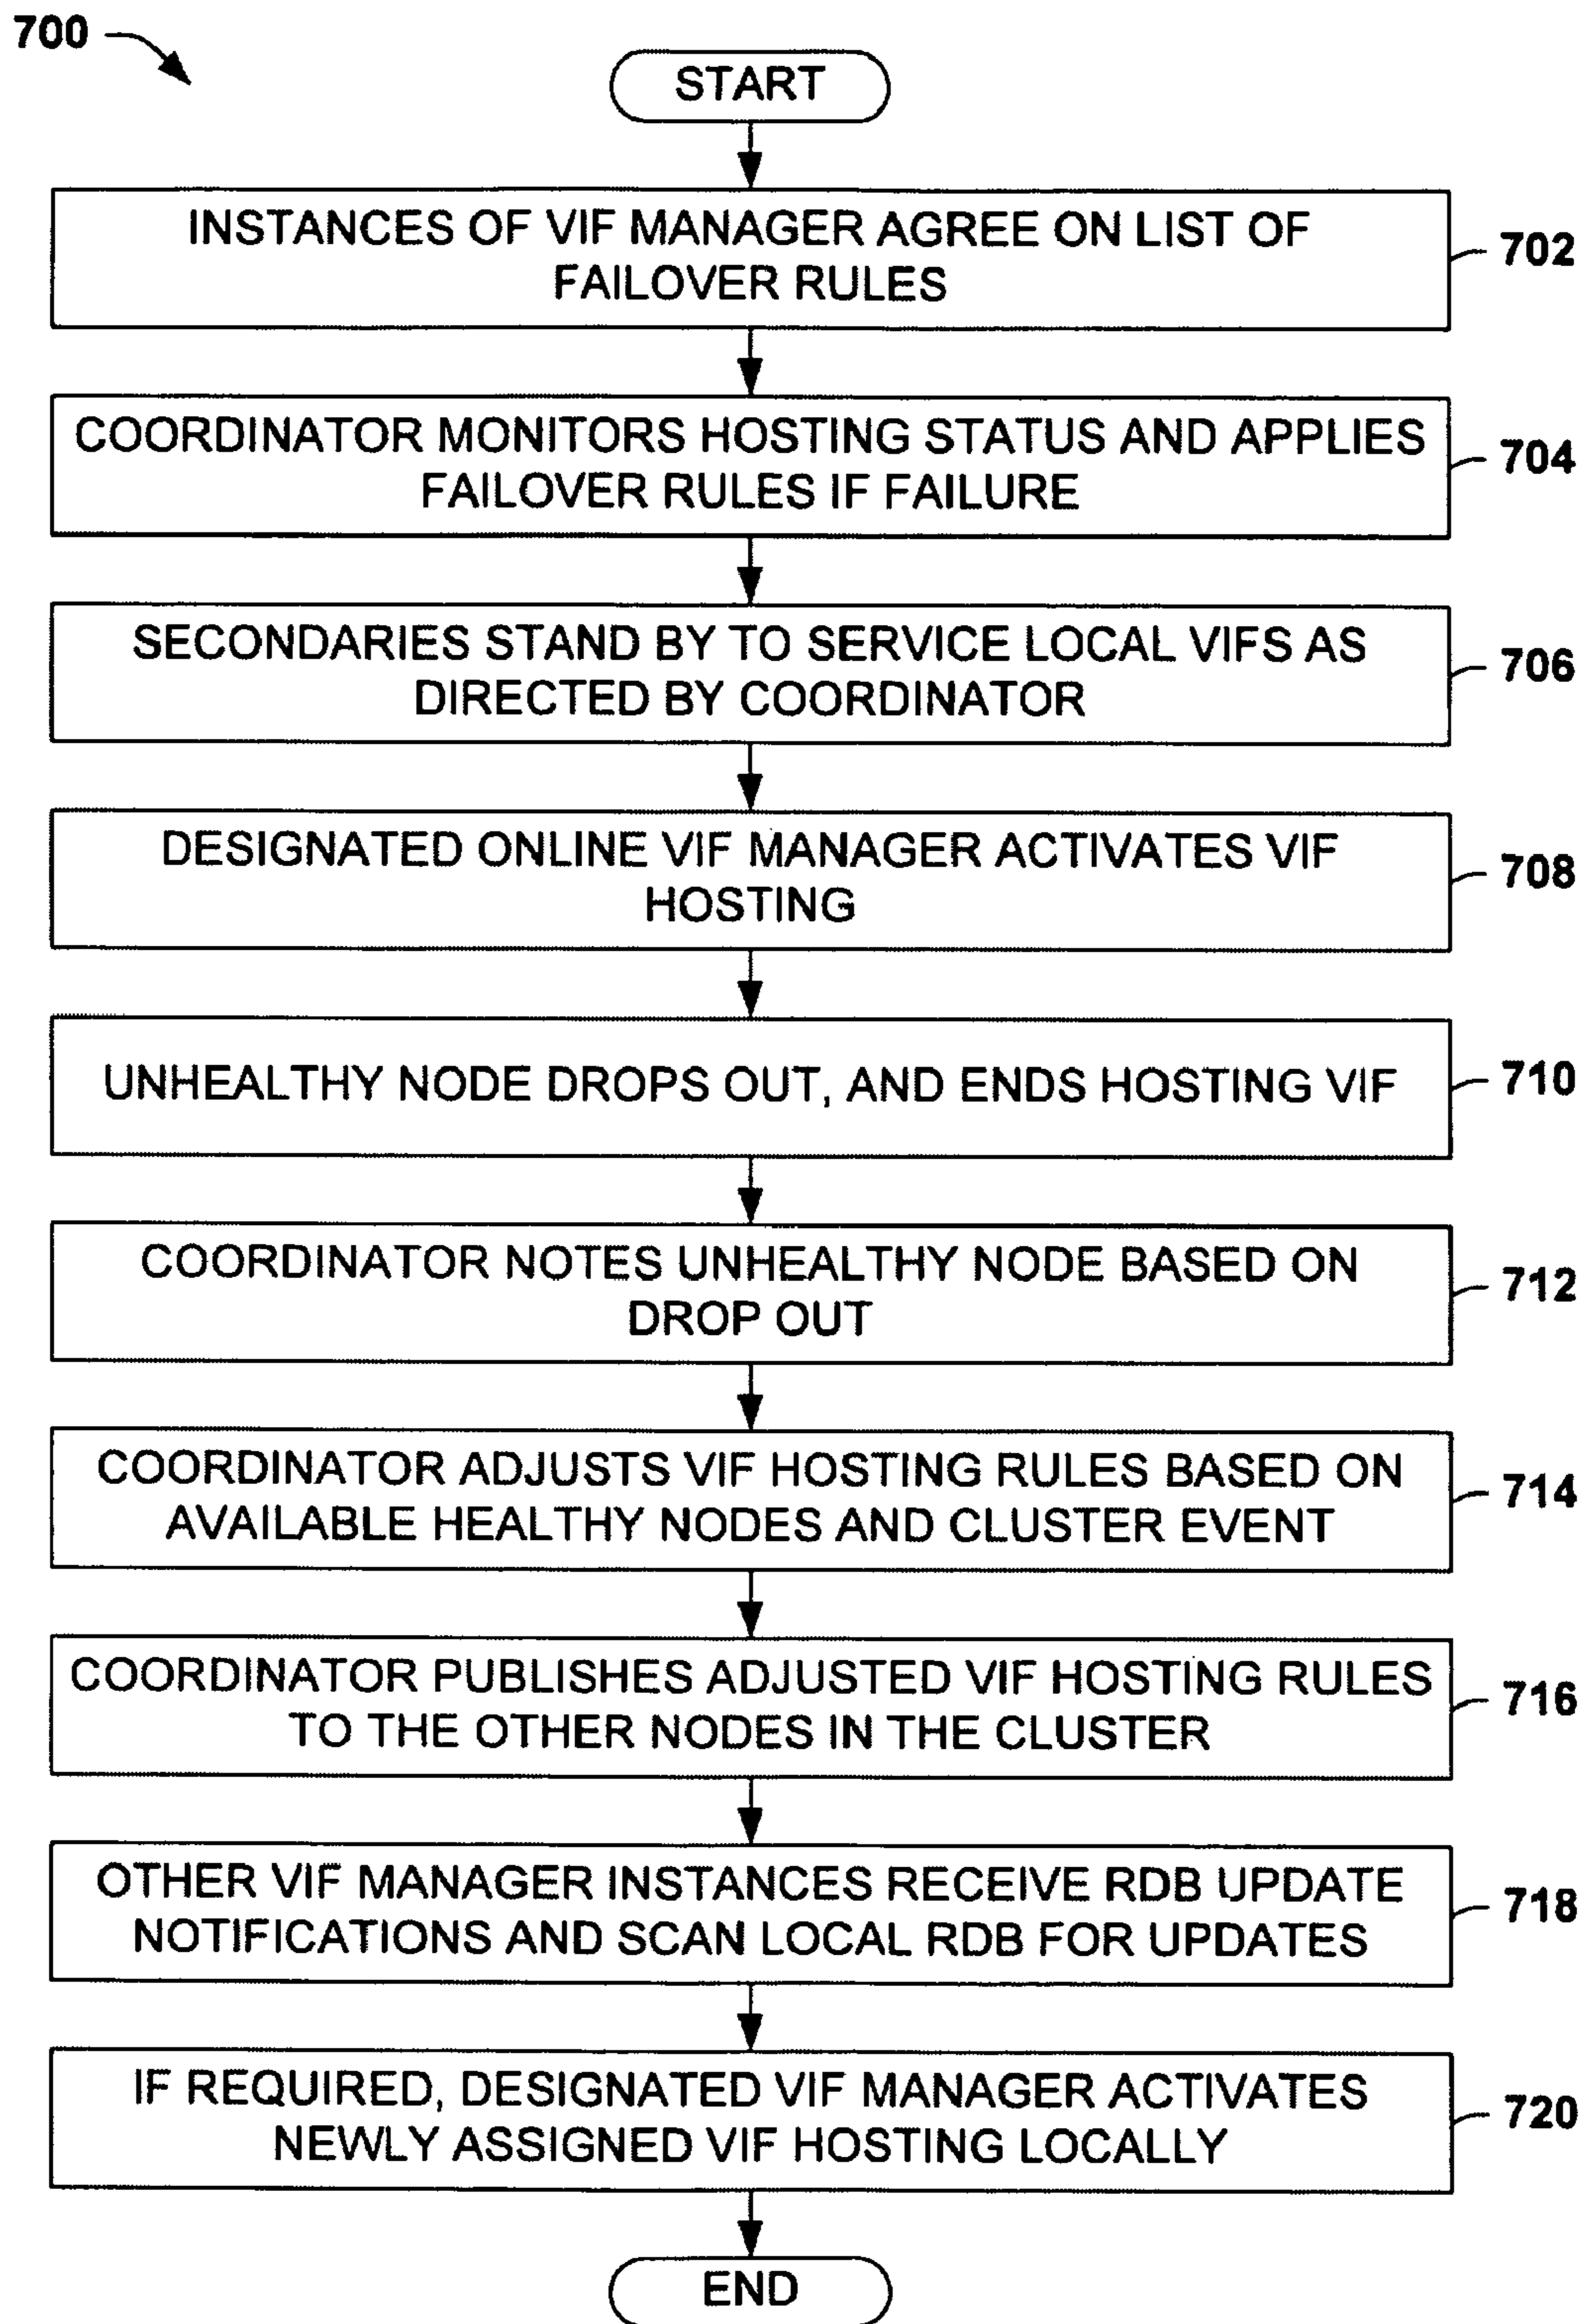 700
START
INSTANCES OF VIF MANAGER AGREE ON LIST OF
FAILOVER RULES
702
COORDINATOR MONITORS HOSTING STATUS AND APPLIES
FAILOVER RULES IF FAILURE
704
SECONDARIES STAND BY TO SERVICE LOCAL VIFS AS
DIRECTED BY COORDINATOR
706
DESIGNATED ONLINE VIF MANAGER ACTIVATES VIF
HOSTING
708
UNHEALTHY NODE DROPS OUT, AND ENDS HOSTING VIF
710
COORDINATOR NOTES UNHEALTHY NODE BASED ON
DROP OUT
712
COORDINATOR ADJUSTS VIF HOSTING RULES BASED ON
AVAILABLE HEALTHY NODES AND CLUSTER EVENT
714
COORDINATOR PUBLISHES ADJUSTED VIF HOSTING RULES
TO THE OTHER NODES IN THE CLUSTER
716
OTHER VIF MANAGER INSTANCES RECEIVE RDB UPDATE
NOTIFICATIONS AND SCAN LOCAL RDB FOR UPDATES
718
IF REQUIRED, DESIGNATED VIF MANAGER ACTIVATES
NEWLY ASSIGNED VIF HOSTING LOCALLY
720
END